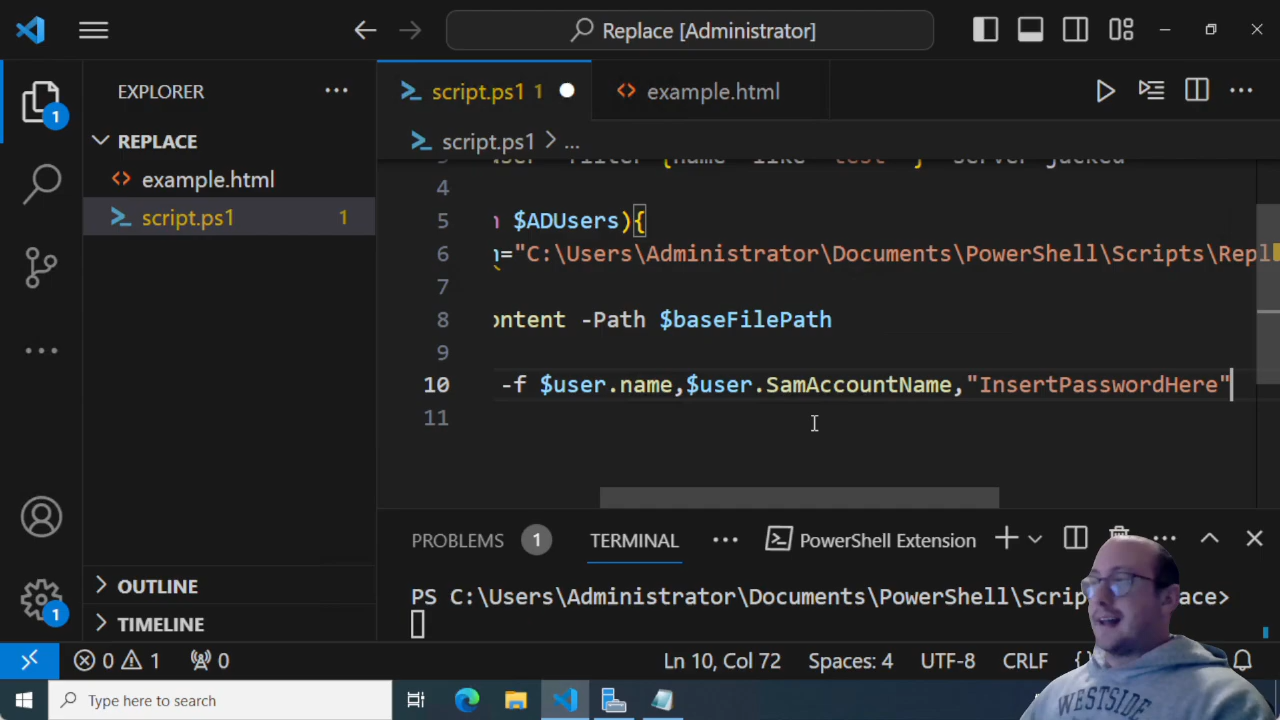 Replace [Administrator]
EXPLORER
REPLACE
example.html
script.ps1 1
OUTLINE
TIMELINE
1
1
script.ps1 1
example.html
script.ps1 > ...
4
5 $ADUsers){
6 ="C:\Users\Administrator\Documents\PowerShell\Scripts\Repl
7
8 ontent -Path $baseFilePath
9
10 -f $user.name,$user.SamAccountName,"InsertPasswordHere"
11
PROBLEMS 1 TERMINAL PowerShell Extension
PS C:\Users\Administrator\Documents\PowerShell\Scrip ace>
0 1 0 Ln 10, Col 72 Spaces: 4 UTF-8 CRLF {
Type here to search
WESTSIDE